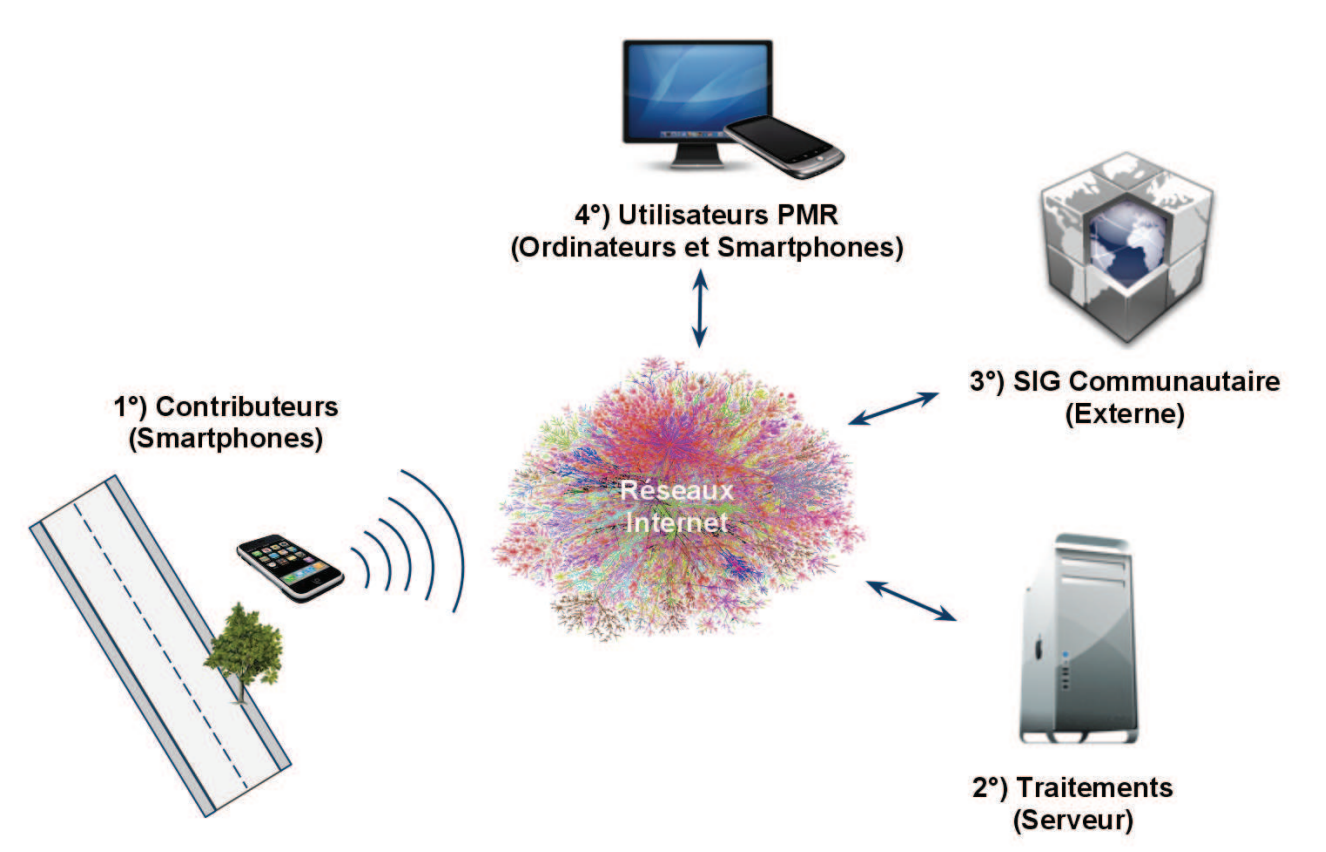 4°) Utilisateurs PMR
(Ordinateurs et Smartphones)
3°) SIG Communautaire
(Externe)
1°) Contributeurs
(Smartphones)
Réseaux
Internet
2°) Traitements
(Serveur)